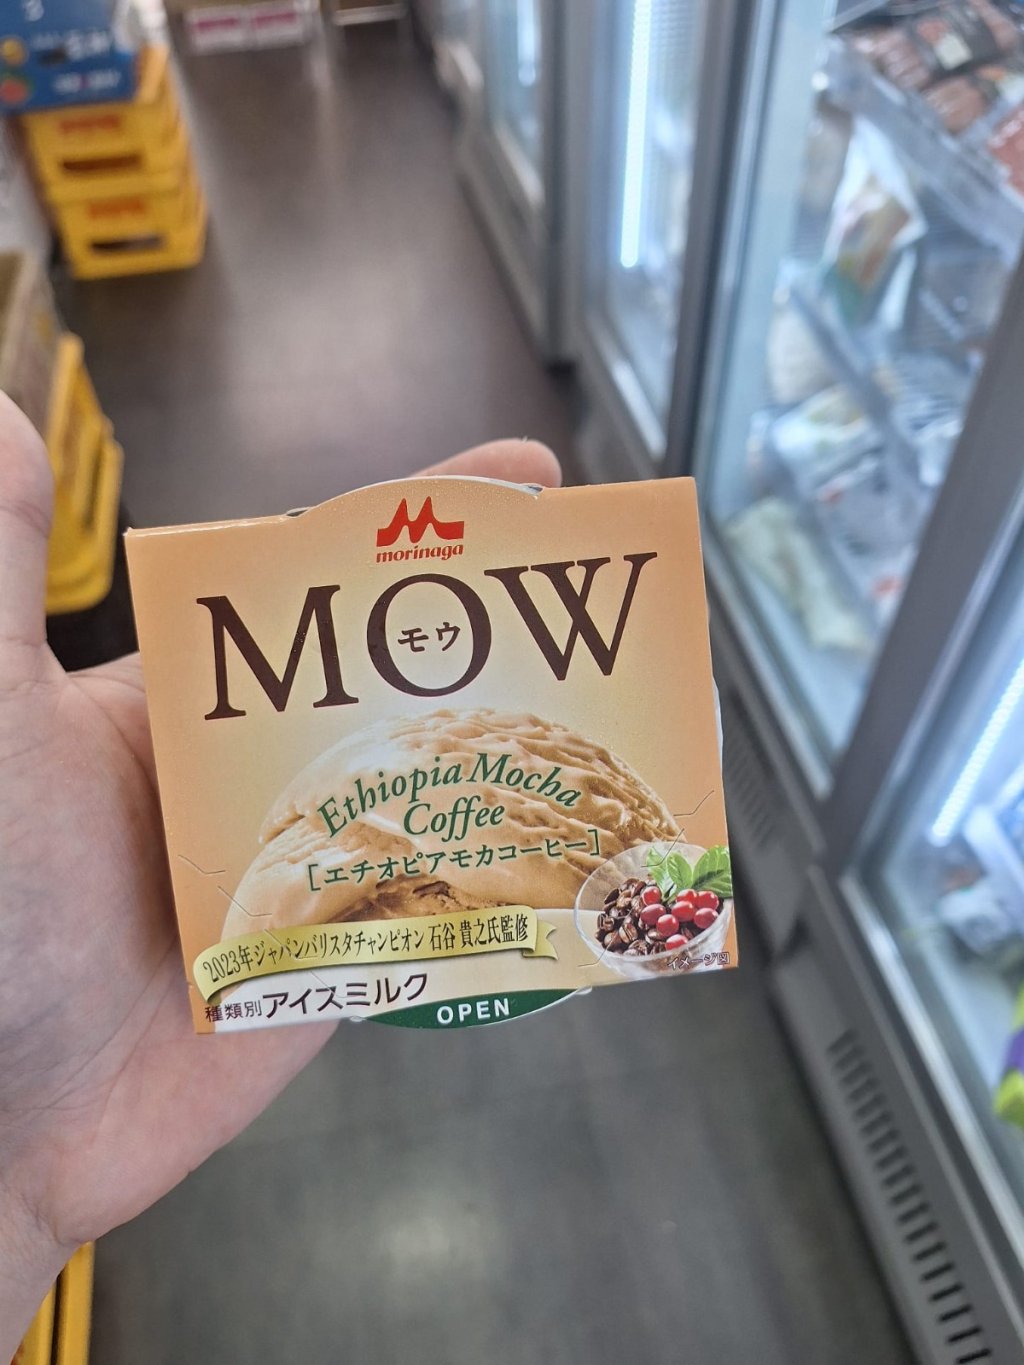 morinaga
MOW
モウ
Ethiopia Mocha
Coffee
[エチオピアモカコーヒー]
2023年ジャパンバリスタチャンピオン 石谷 貴之氏監修
イメージ図
種類別アイスミルク
OPEN